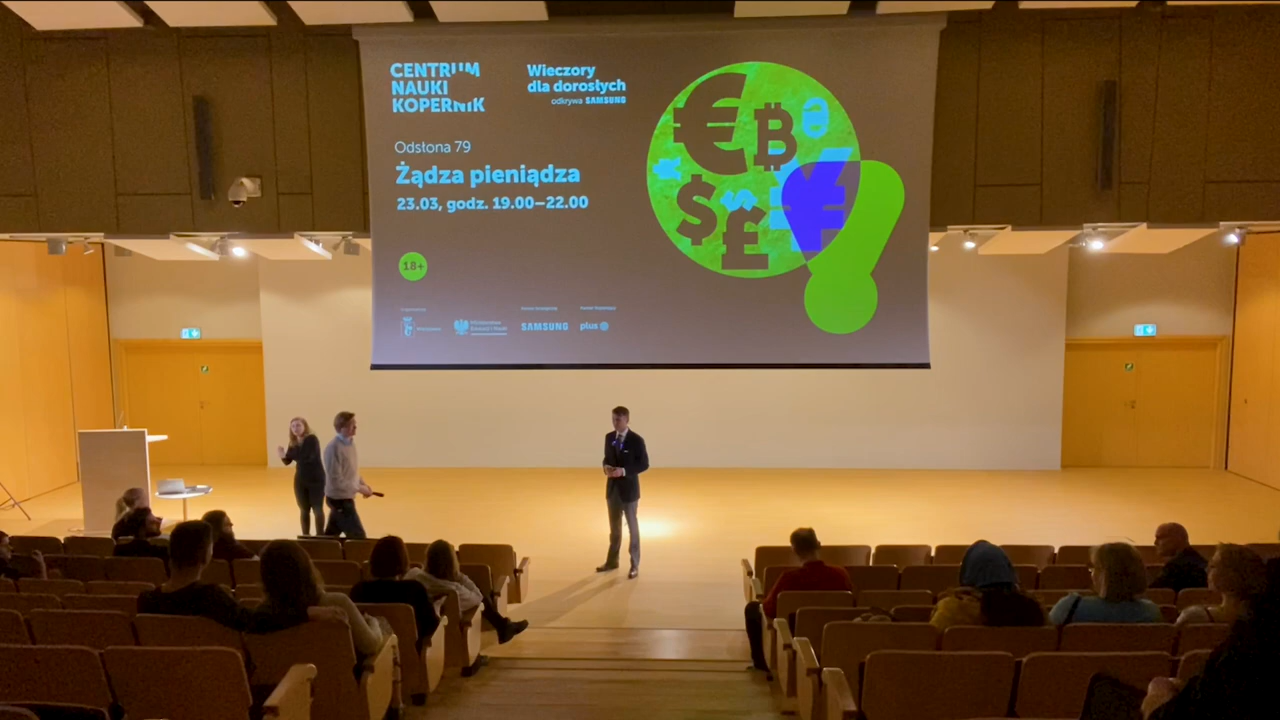 CENTRUM
NAUKI
KOPERNIK
Wieczory
dla dorosłych
odkrywa SAMSUNG
Odsłona 79
Żądza pieniądza
23.03, godz. 19.00–22.00
18+
SAMSUNG
plus